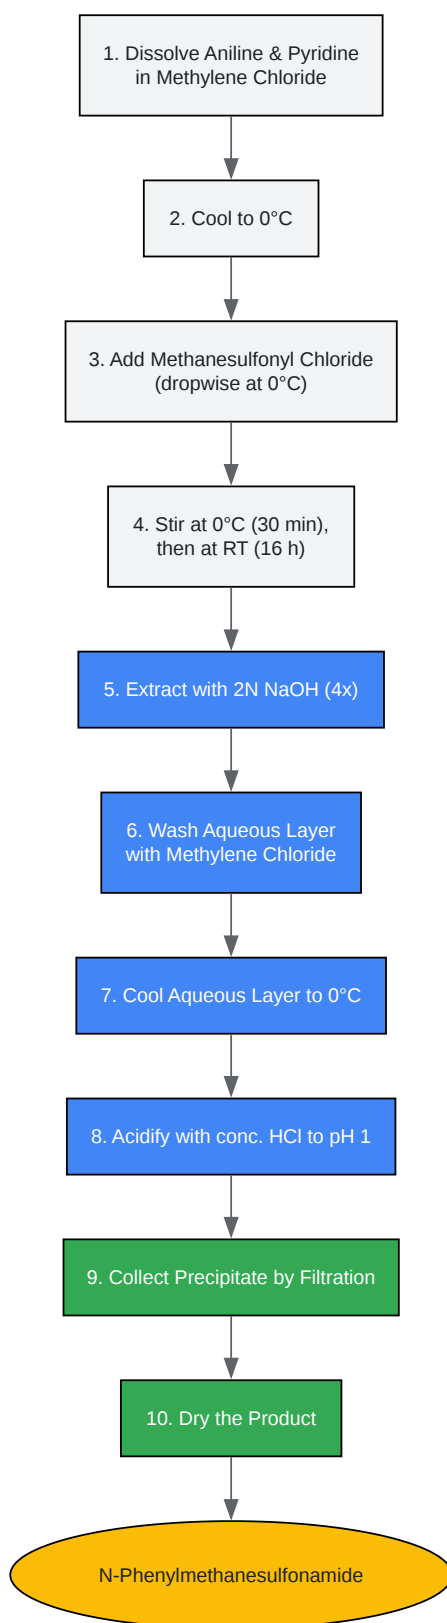 1. Dissolve Aniline & Pyridine
in Methylene Chloride
2. Cool to 0°C
3. Add Methanesulfonyl Chloride
(dropwise at 0°C)
4. Stir at 0°C (30 min),
then at RT (16 h)
5. Extract with 2N NaOH (4x)
6. Wash Aqueous Layer
with Methylene Chloride
7. Cool Aqueous Layer to 0°C
8. Acidify with conc. HCl to pH 1
9. Collect Precipitate by Filtration
10. Dry the Product
N-Phenylmethanesulfonamide